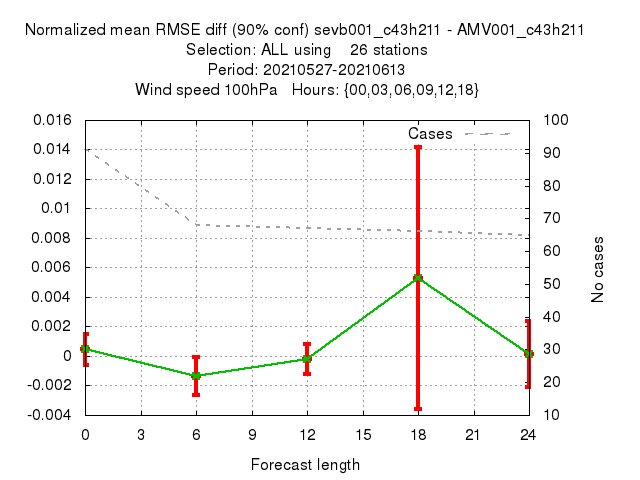 Normalized mean RMSE diff (90% conf) sevb001_c43h211 - AMV001_c43h211
Selection: ALL using 26 stations
Period: 20210527-20210613
Wind speed 100hPa Hours: {00,03,06,09,12,18}
0.016
0.014
0.012
0.01
0.008
0.006
0.004
0.002
0
-0.002
-0.004
Cases
100
90
80
70
60
50
40
30
20
10
No cases
0 3 6 9 12 15 18 21 24
Forecast length